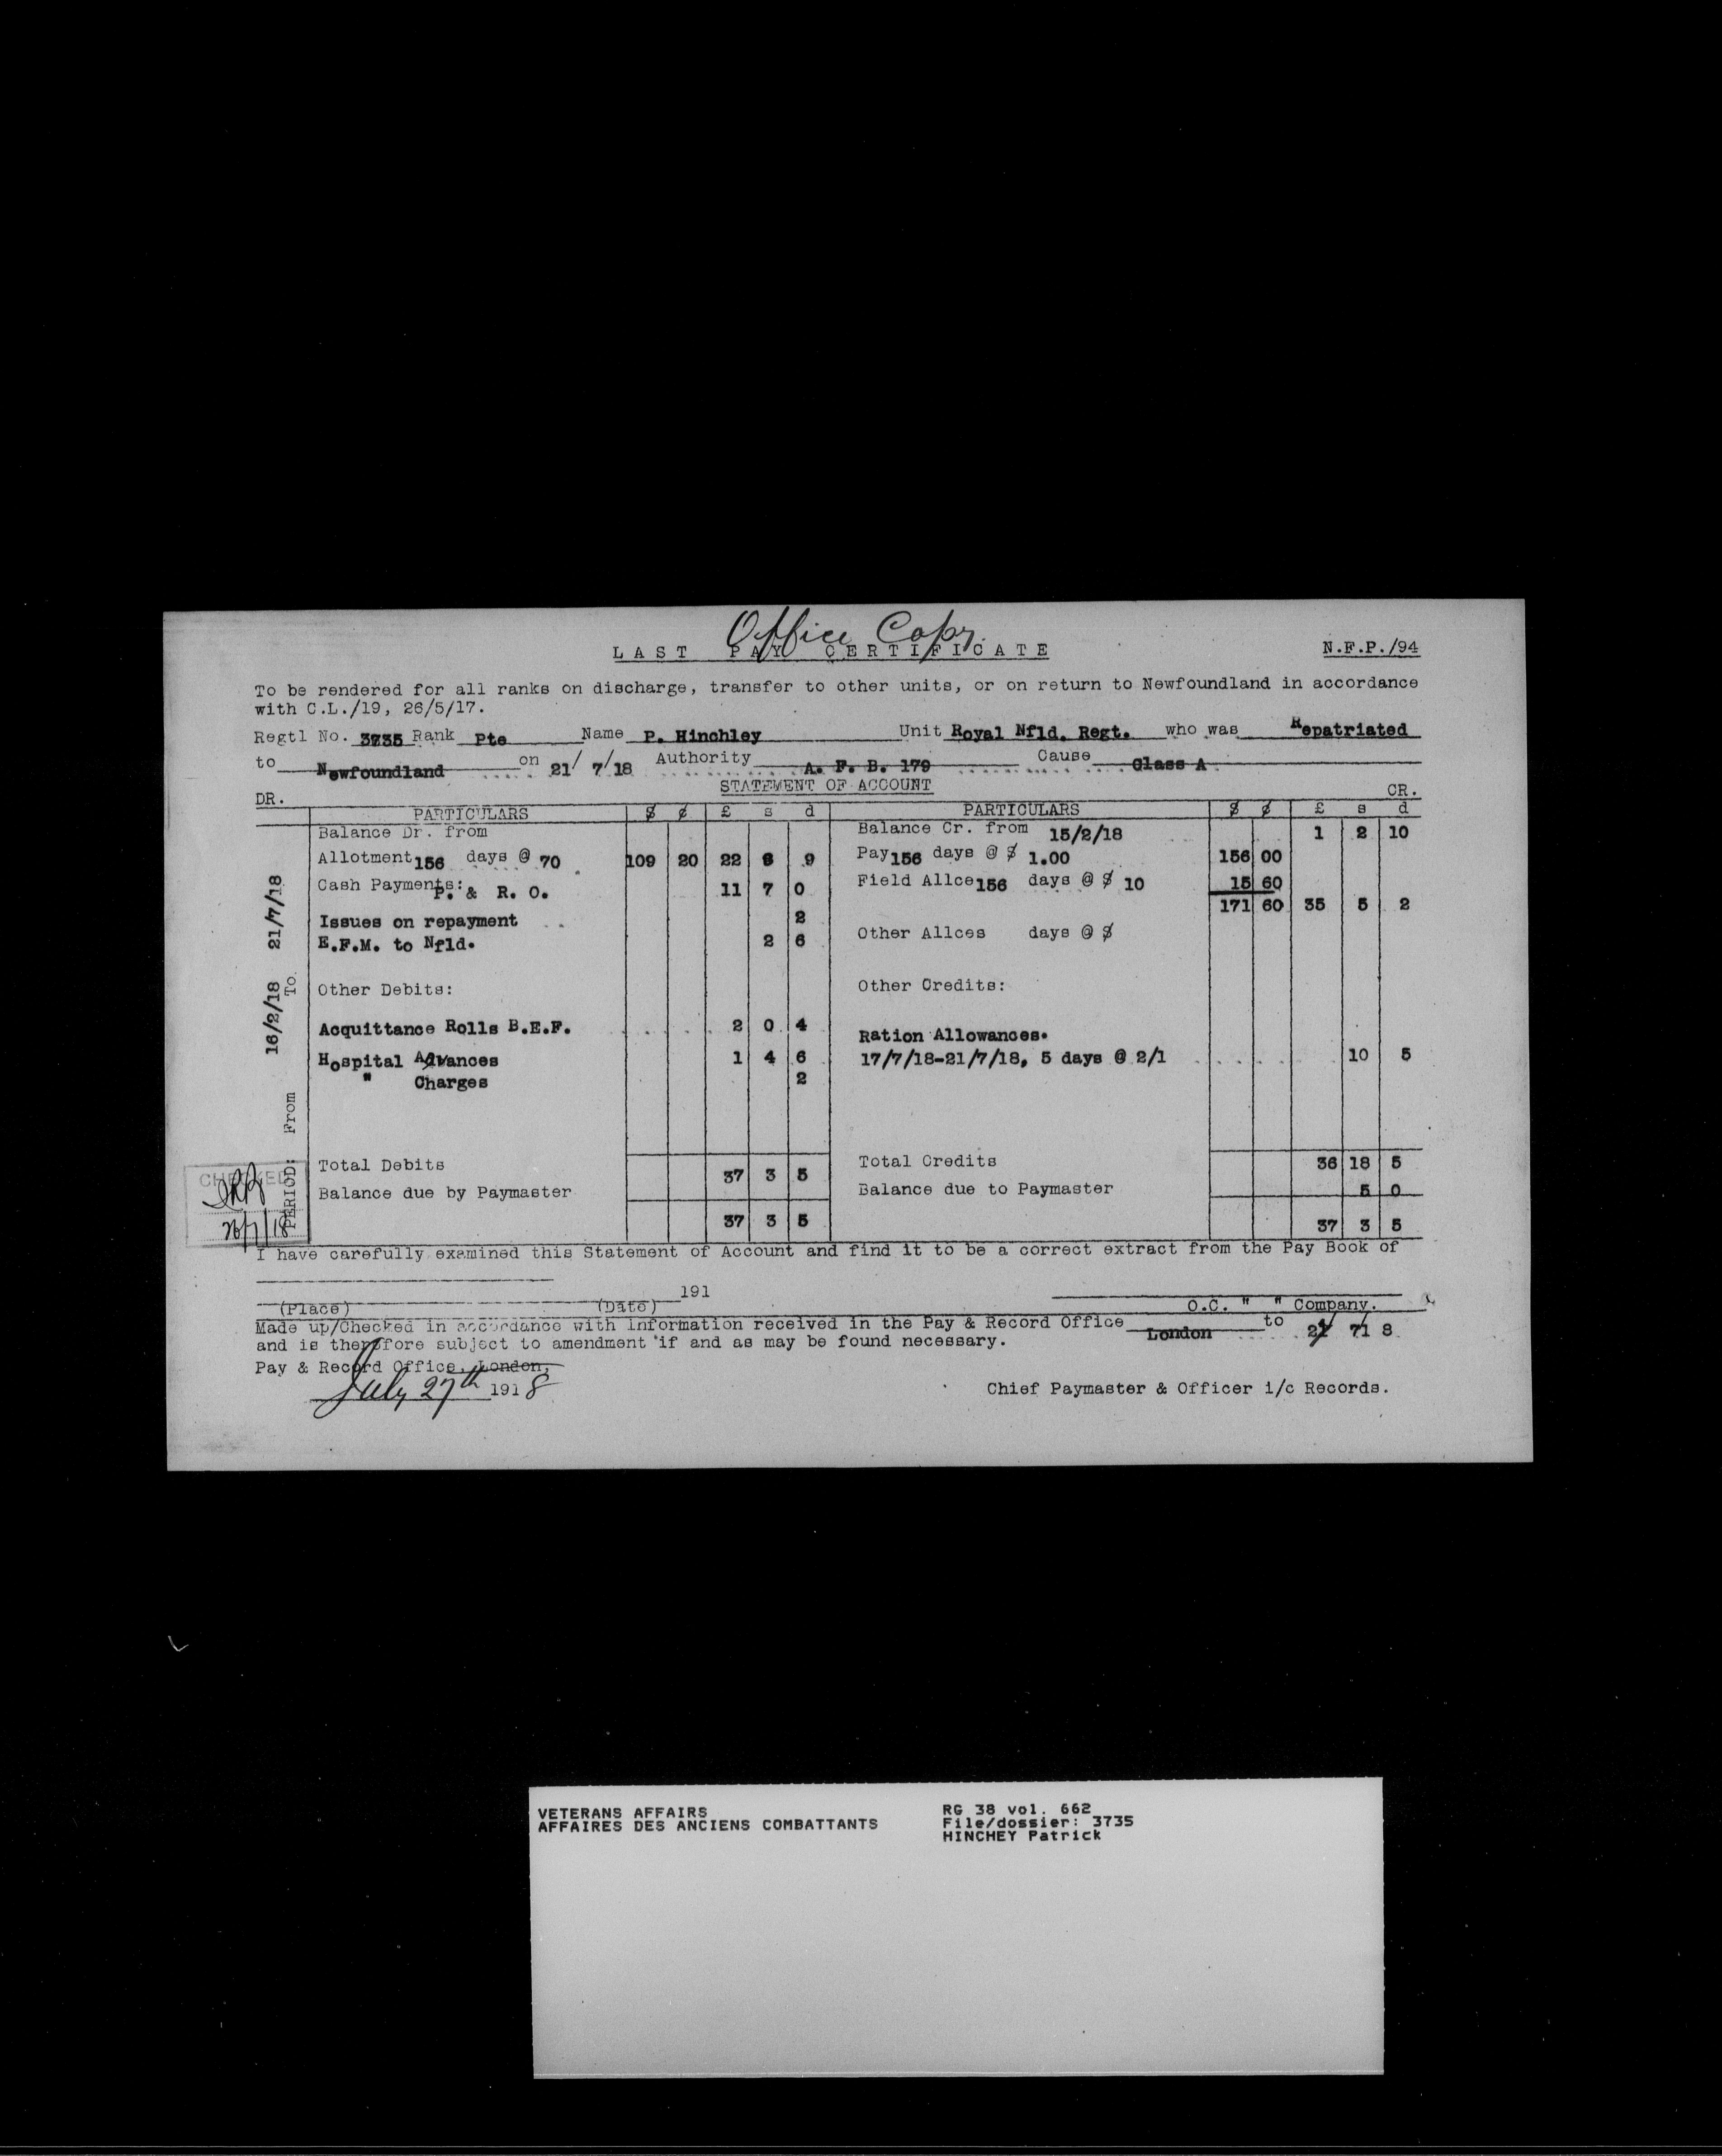 Office Copy.
LAST PAY CERTIFICATE N.F.P./94
To be rendered for all ranks on discharge, transfer to other units, or on return to Newfoundland in accordance
with C.L./19, 26/5/17.
Regtl No. 3735 Rank Pte Name P. Hinchley Unit Royal Nfld. Regt. who was Repatriated
to Newfoundland on 21/ 7/18 Authority A. F. B. 179 Cause Class A
STATEMENT OF ACCOUNT
DR. CR.
PARTICULARS $ ¢ £ s d PARTICULARS $ ¢ £ s d
Balance Dr. from Balance Cr. from 15/2/18 1 2 10
Allotment 156 days @ 70 109 20 22 8 9 Pay 156 days @ $ 1.00 156 00
Cash Payments: P. & R. O. 11 7 0 Field Allce 156 days @ $ 10 15 60
171 60 35 5 2
Issues on repayment 2
E.F.M. to Nfld. 2 6 Other Allces days @ $
Other Debits: Other Credits:
Acquittance Rolls B.E.F. 2 0 4 Ration Allowances.
Hospital Advances 1 4 6 17/7/18-21/7/18, 5 days @ 2/1 10 5
" Charges 2
Total Debits 37 3 5 Total Credits 36 18 5
Balance due by Paymaster Balance due to Paymaster 5 0
37 3 5 37 3 5
PERIOD: From 16/2/18 To 21/7/18
CHECKED
26/7/18
I have carefully examined this Statement of Account and find it to be a correct extract from the Pay Book of
191
(Place) (Date) O.C. " " Company.
Made up/Checked in accordance with Information received in the Pay & Record Office London to 21/ 7/ 8
and is therefore subject to amendment if and as may be found necessary.
Pay & Record Office, London,
July 27th 1918
Chief Paymaster & Officer i/c Records.
VETERANS AFFAIRS RG 38 vol. 662
AFFAIRES DES ANCIENS COMBATTANTS File/dossier: 3735
HINCHEY Patrick